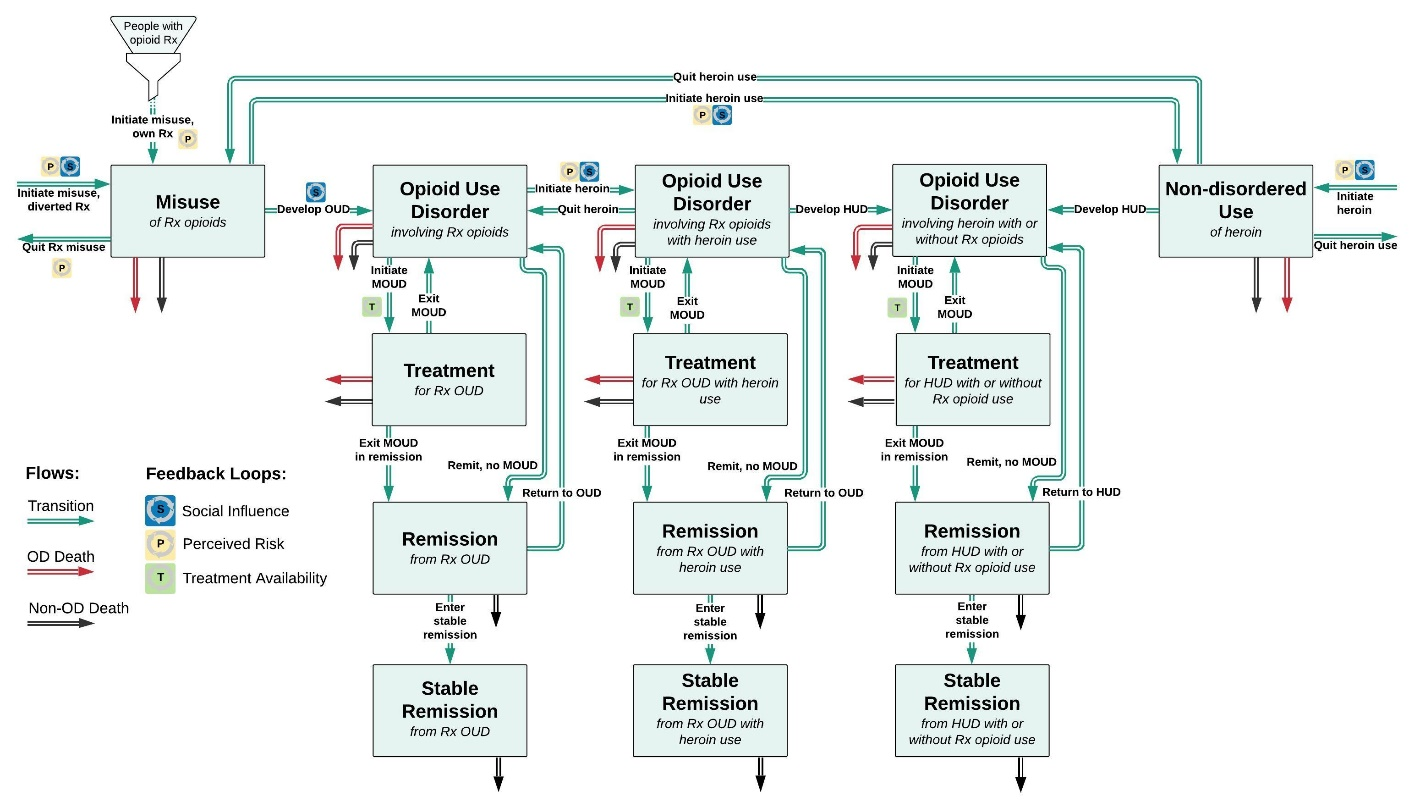 People with
opioid Rx
Quit heroin use
Initiate heroin use
P
S
Initiate misuse,
own Rx
P
P
S
Initiate misuse,
diverted Rx
Quit Rx misuse
P
Misuse
of Rx opioids
S
Develop OUD
Opioid Use
Disorder
involving Rx opioids
P
S
Initiate heroin
Quit heroin
Opioid Use
Disorder
involving Rx opioids
with heroin use
Develop HUD
Opioid Use
Disorder
involving heroin with or
without Rx opioids
Develop HUD
Non-disordered
Use
of heroin
P
S
Initiate
heroin
Quit heroin use
Initiate
MOUD
T
Exit
MOUD
Initiate
MOUD
T
Exit
MOUD
Initiate
MOUD
T
Exit
MOUD
Treatment
for Rx OUD
Treatment
for Rx OUD with heroin
use
Treatment
for HUD with or without
Rx opioid use
Exit MOUD
in remission
Remit, no MOUD
Return to OUD
Exit MOUD
in remission
Remit, no MOUD
Return to OUD
Exit MOUD
in remission
Remit, no MOUD
Return to HUD
Flows:
Transition
OD Death
Non-OD Death
Feedback Loops:
S
Social Influence
P
Perceived Risk
T
Treatment Availability
Remission
from Rx OUD
Remission
from Rx OUD with
heroin use
Remission
from HUD with or
without Rx opioid use
Enter
stable
remission
Enter
stable
remission
Enter
stable
remission
Stable
Remission
from Rx OUD
Stable
Remission
from Rx OUD with
heroin use
Stable
Remission
from HUD with or
without Rx opioid use